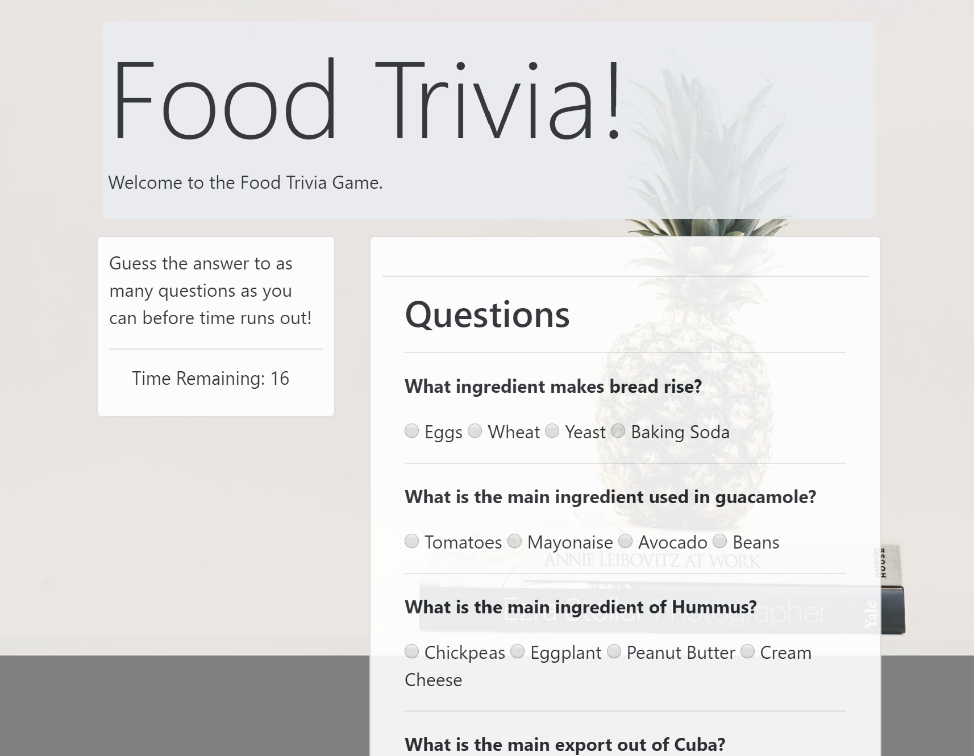 Food Trivia!
Welcome to the Food Trivia Game.
Guess the answer to as
many questions as you
can before time runs out!
Time Remaining: 16
Questions
What ingredient makes bread rise?
Eggs Wheat Yeast Baking Soda
What is the main ingredient used in guacamole?
Tomatoes Mayonaise Avocado Beans
ANNIE LEIBOVITZ AT WORK
HOUSE
What is the main ingredient of Hummus?
Ezra Stoller Photographer
Yale
Chickpeas Eggplant Peanut Butter Cream
Cheese
What is the main export out of Cuba?